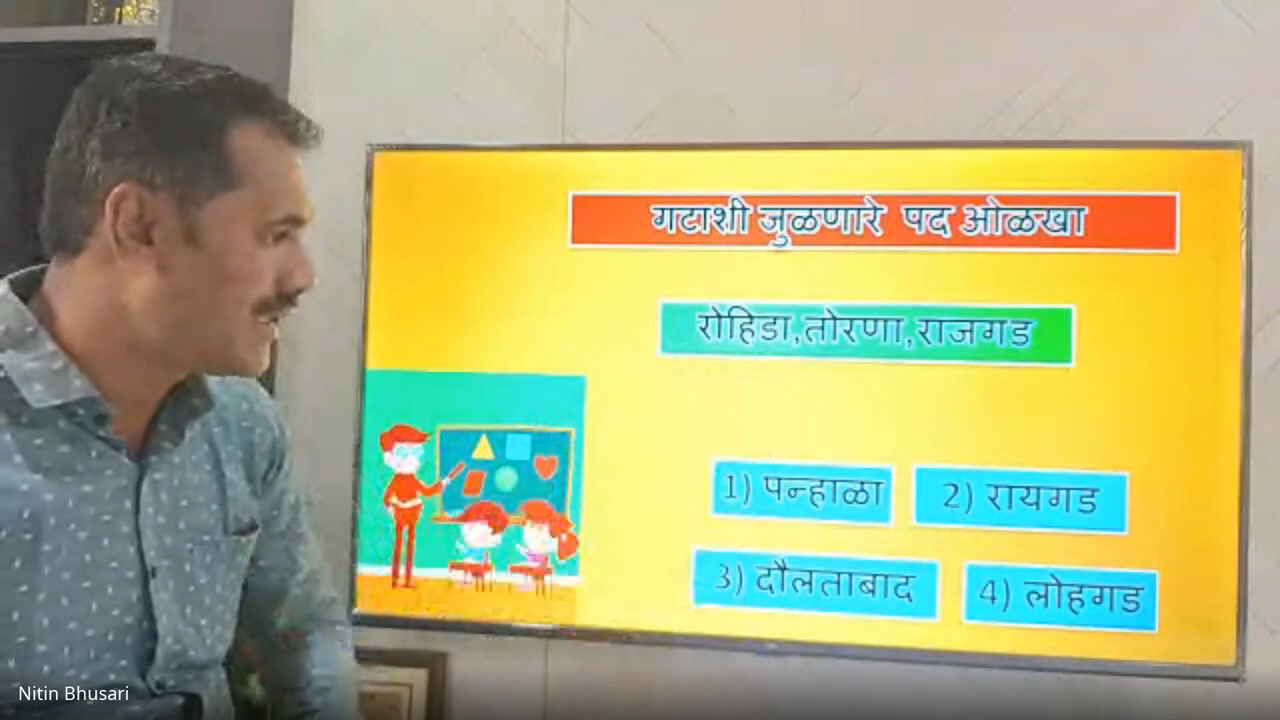 गटाशी जुळणारे पद ओळखा
रोहिडा,तोरणा,राजगड
1) पन्हाळा
2) रायगड
3) दौलताबाद
4) लोहगड
Nitin Bhusari